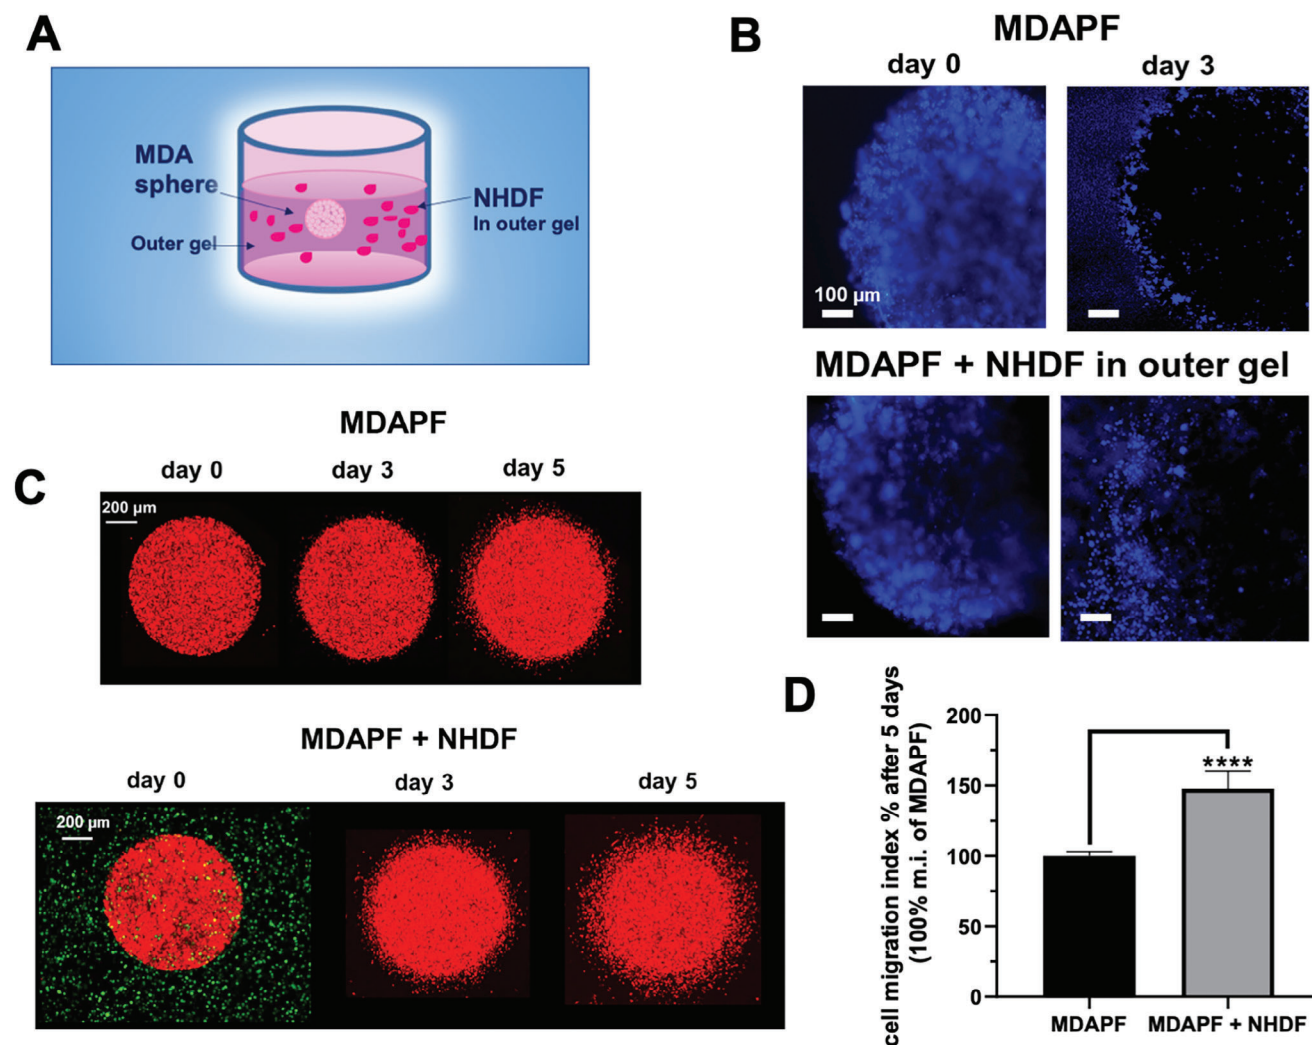 A
MDA
sphere
Outer gel
NHDF
In outer gel
B
MDAPF
day 0
day 3
100 µm
MDAPF + NHDF in outer gel
C
MDAPF
day 0
day 3
day 5
200 µm
MDAPF + NHDF
day 0
day 3
day 5
200 µm
D
cell migration index % after 5 days
(100% m.i. of MDAPF)
200
150
100
50
0
****
MDAPF
MDAPF + NHDF